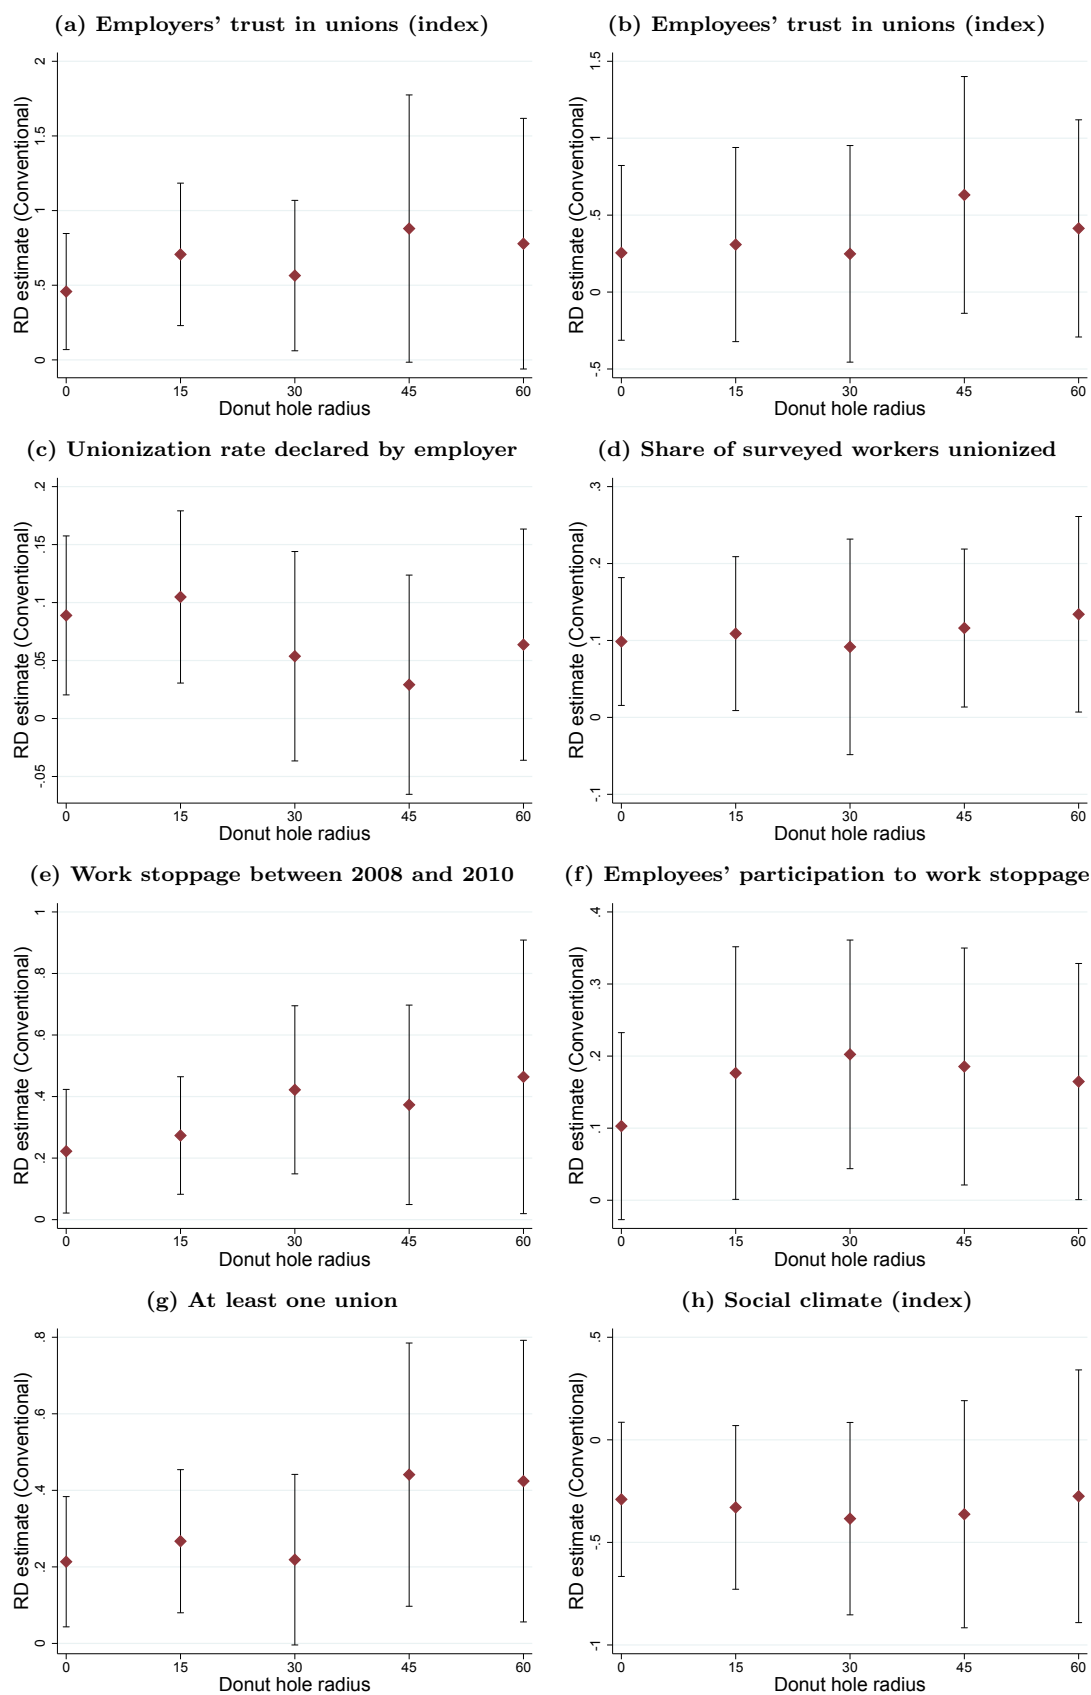 (a) Employers' trust in unions (index)
RD estimate (Conventional)
2
1.5
1
.5
0
0 15 30 45 60
Donut hole radius
(b) Employees' trust in unions (index)
RD estimate (Conventional)
1.5
1
.5
0
-.5
0 15 30 45 60
Donut hole radius
(c) Unionization rate declared by employer
RD estimate (Conventional)
.2
.15
.1
.05
0
-.05
0 15 30 45 60
Donut hole radius
(d) Share of surveyed workers unionized
RD estimate (Conventional)
.3
.2
.1
0
-.1
0 15 30 45 60
Donut hole radius
(e) Work stoppage between 2008 and 2010
RD estimate (Conventional)
1
.8
.6
.4
.2
0
0 15 30 45 60
Donut hole radius
(f) Employees' participation to work stoppage
RD estimate (Conventional)
.4
.3
.2
.1
0
0 15 30 45 60
Donut hole radius
(g) At least one union
RD estimate (Conventional)
.8
.6
.4
.2
0
0 15 30 45 60
Donut hole radius
(h) Social climate (index)
RD estimate (Conventional)
.5
0
-.5
-1
0 15 30 45 60
Donut hole radius